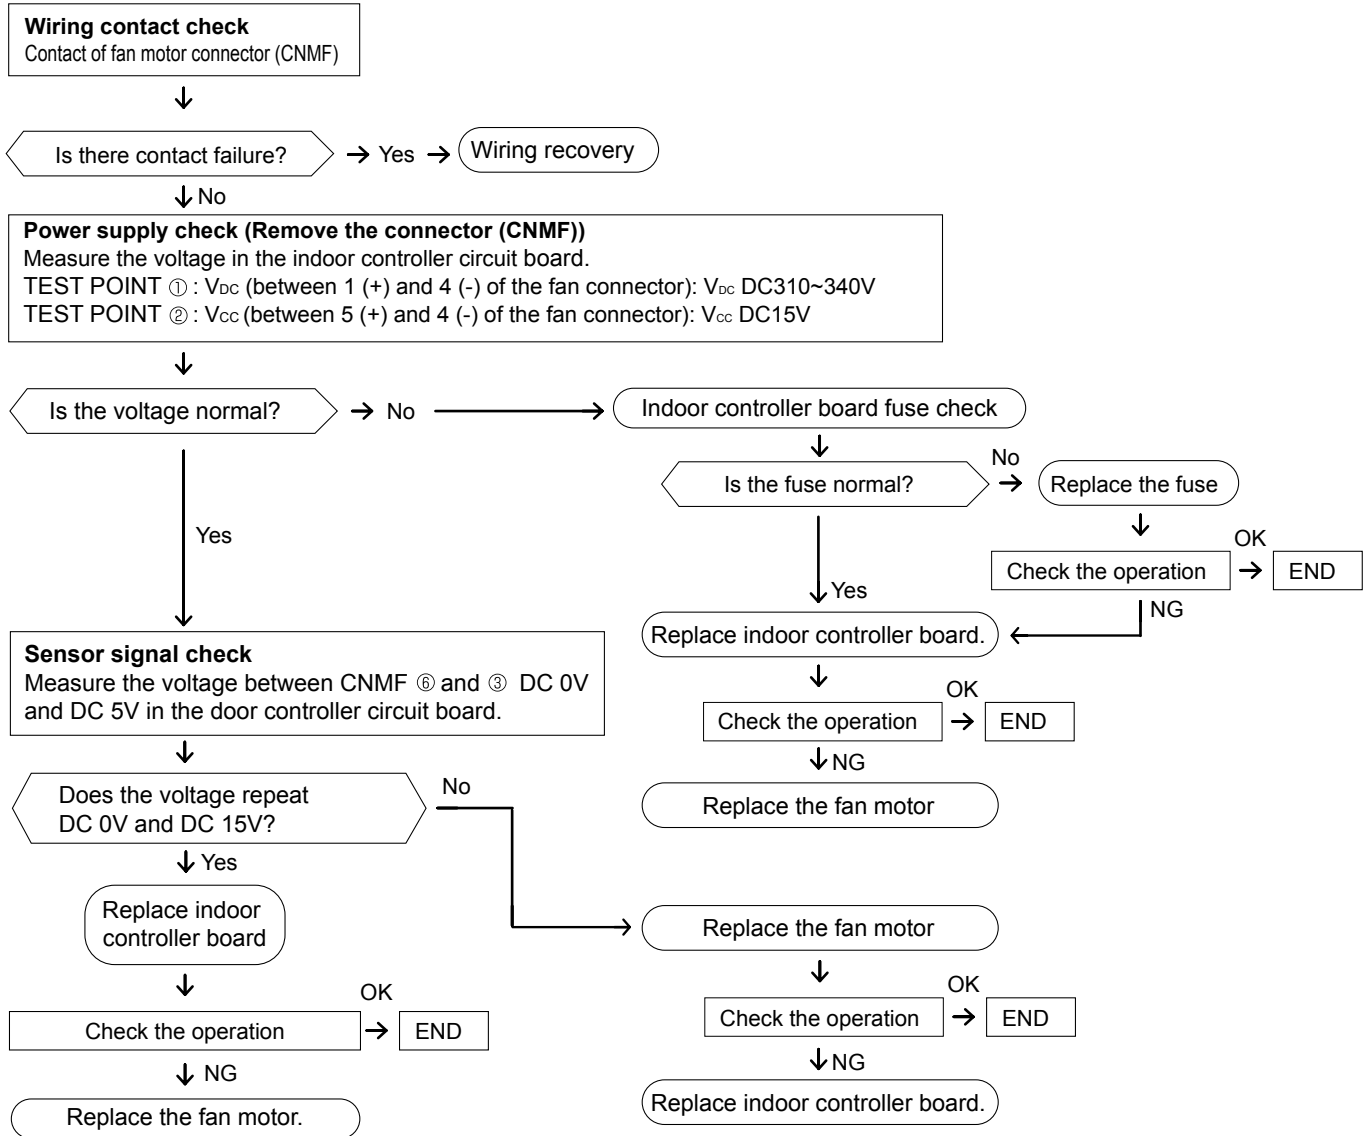 Wiring contact check
Contact of fan motor connector (CNMF)
Is there contact failure?
Yes
Wiring recovery
No
Power supply check (Remove the connector (CNMF))
Measure the voltage in the indoor controller circuit board.
TEST POINT ① : VDC (between 1 (+) and 4 (-) of the fan connector): VDC DC310~340V
TEST POINT ② : VCC (between 5 (+) and 4 (-) of the fan connector): VCC DC15V
Is the voltage normal?
No
Indoor controller board fuse check
Is the fuse normal?
No
Replace the fuse
Yes
Check the operation
OK
END
Yes
NG
Replace indoor controller board.
Check the operation
OK
END
NG
Replace the fan motor
Sensor signal check
Measure the voltage between CNMF ⑥ and ③ DC 0V
and DC 5V in the door controller circuit board.
Does the voltage repeat
DC 0V and DC 15V?
No
Yes
Replace indoor
controller board
Check the operation
OK
END
NG
Replace the fan motor.
Replace the fan motor
Check the operation
OK
END
NG
Replace indoor controller board.